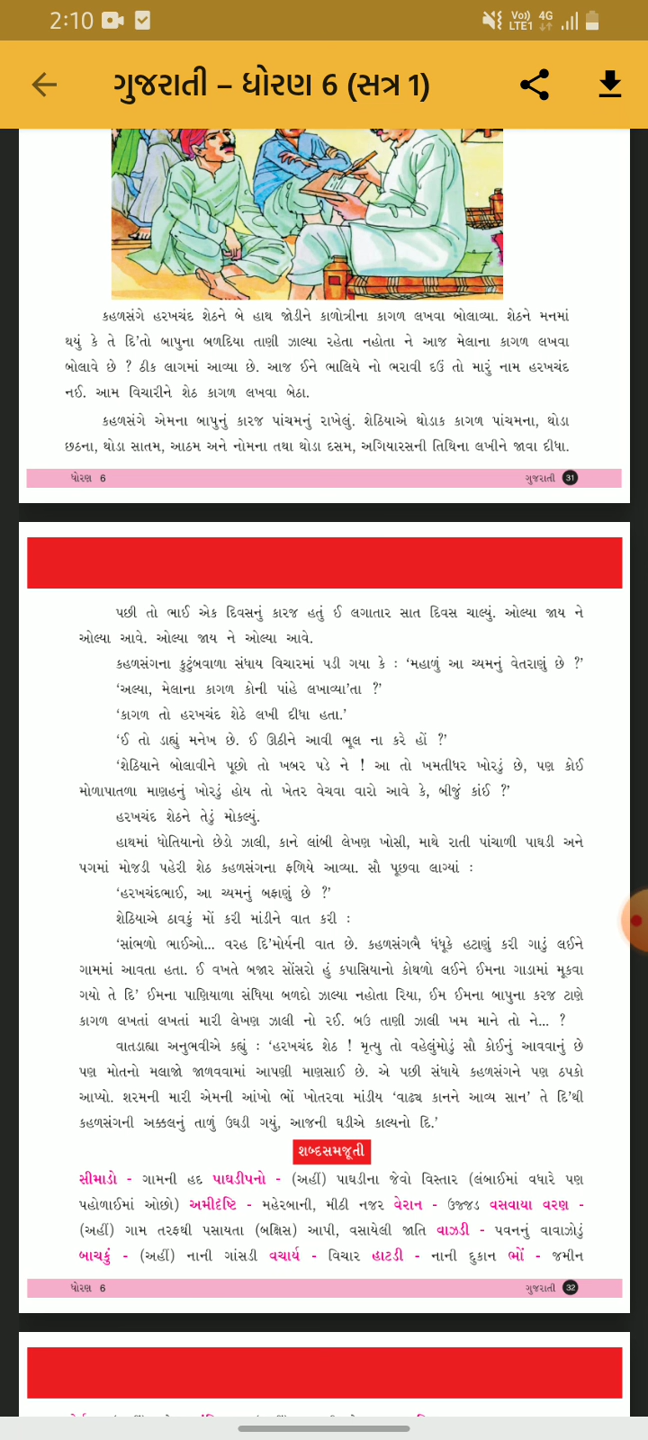 2:10
Vo)) 4G
LTE1
ગુજરાતી – ધોરણ 6 (સત્ર 1)
કહળસંગે હરખચંદ શેઠને બે હાથ જોડીને કાળોત્રીના કાગળ લખવા બોલાવ્યા. શેઠને મનમાં
થયું કે તે દિ'તો બાપુના બળદિયા તાણી ઝાલ્યા રહેતા નહોતા ને આજ મેલાના કાગળ લખવા
બોલાવે છે ? ઠીક લાગમાં આવ્યા છે. આજ ઈને ભાલિયે નો ભરાવી દઉં તો મારું નામ હરખચંદ
નઈ. આમ વિચારીને શેઠ કાગળ લખવા બેઠા.
કહળસંગે એમના બાપુનું કારજ પાંચમનું રાખેલું. શેઠિયાએ થોડાક કાગળ પાંચમના, થોડા
છઠના, થોડા સાતમ, આઠમ અને નોમના તથા થોડા દસમ, અગિયારસની તિથિના લખીને જાવા દીધા.
ધોરણ 6 ગુજરાતી 31
પછી તો ભાઈ એક દિવસનું કારજ હતું ઈ લગાતાર સાત દિવસ ચાલ્યું. ઓલ્યા જાય ને
ઓલ્યા આવે. ઓલ્યા જાય ને ઓલ્યા આવે.
કહળસંગના કુટુંબવાળા સંધાય વિચારમાં પડી ગયા કે : 'મહાળું આ ચ્યમનું વેતરાણું છે ?'
'અલ્યા, મેલાના કાગળ કોની પાંહે લખાવ્યા'તા ?'
'કાગળ તો હરખચંદ શેઠે લખી દીધા હતા.'
'ઈ તો ડાહ્યું મનેખ છે. ઈ ઊઠીને આવી ભૂલ ના કરે હોં ?'
'શેઠિયાને બોલાવીને પૂછો તો ખબર પડે ને ! આ તો ખમતીધર ખોરડું છે, પણ કોઈ
મોળાપાતળા માણહનું ખોરડું હોય તો ખેતર વેચવા વારો આવે કે, બીજું કાંઈ ?'
હરખચંદ શેઠને તેડું મોકલ્યું.
હાથમાં ધોતિયાનો છેડો ઝાલી, કાને લાંબી લેખણ ખોસી, માથે રાતી પાંચાળી પાઘડી અને
પગમાં મોજડી પહેરી શેઠ કહળસંગના ફળિયે આવ્યા. સૌ પૂછવા લાગ્યાં :
'હરખચંદભાઈ, આ ચ્યમનું બફાણું છે ?'
શેઠિયાએ ઠાવકું મોં કરી માંડીને વાત કરી :
'સાંભળો ભાઈઓ... વરહ દિ'મોર્યની વાત છે. કહળસંગભૈ ધંધૂકે હટાણું કરી ગાડું લઈને
ગામમાં આવતા હતા. ઈ વખતે બજાર સોંસરો હું કપાસિયાનો કોથળો લઈને ઈમના ગાડામાં મૂકવા
ગયો તે દિ' ઈમના પાણિયાળા સંધિયા બળદો ઝાલ્યા નહોતા રિયા, ઈમ ઈમના બાપુના કરજ ટાણે
કાગળ લખતાં લખતાં મારી લેખણ ઝાલી નો રઈ. બઉ તાણી ઝાલી ખમ માને તો ને... ?
વાતડાહ્યા અનુભવીએ કહ્યું : 'હરખચંદ શેઠ ! મૃત્યુ તો વહેલુંમોડું સૌ કોઈનું આવવાનું છે
પણ મોતનો મલાજો જાળવવામાં આપણી માણસાઈ છે. એ પછી સંધાયે કહળસંગને પણ ઠપકો
આપ્યો. શરમની મારી એમની આંખો ભોં ખોતરવા માંડીય 'વાઢ્ય કાનને આવ્ય સાન' તે દિ'થી
કહળસંગની અક્કલનું તાળું ઉઘડી ગયું, આજની ઘડીએ કાલ્યનો દિ.'
શબ્દસમજૂતી
સીમાડો - ગામની હદ પાઘડીપનો - (અહીં) પાઘડીના જેવો વિસ્તાર (લંબાઈમાં વધારે પણ
પહોળાઈમાં ઓછો) અમીદૃષ્ટિ - મહેરબાની, મીઠી નજર વેરાન - ઉજ્જડ વસવાયા વરણ -
(અહીં) ગામ તરફથી પસાયતા (બક્ષિસ) આપી, વસાયેલી જાતિ વાઝડી - પવનનું વાવાઝોડું
બાચકું - (અહીં) નાની ગાંસડી વચાર્ય - વિચાર હાટડી - નાની દુકાન ભોં - જમીન
ધોરણ 6 ગુજરાતી 32